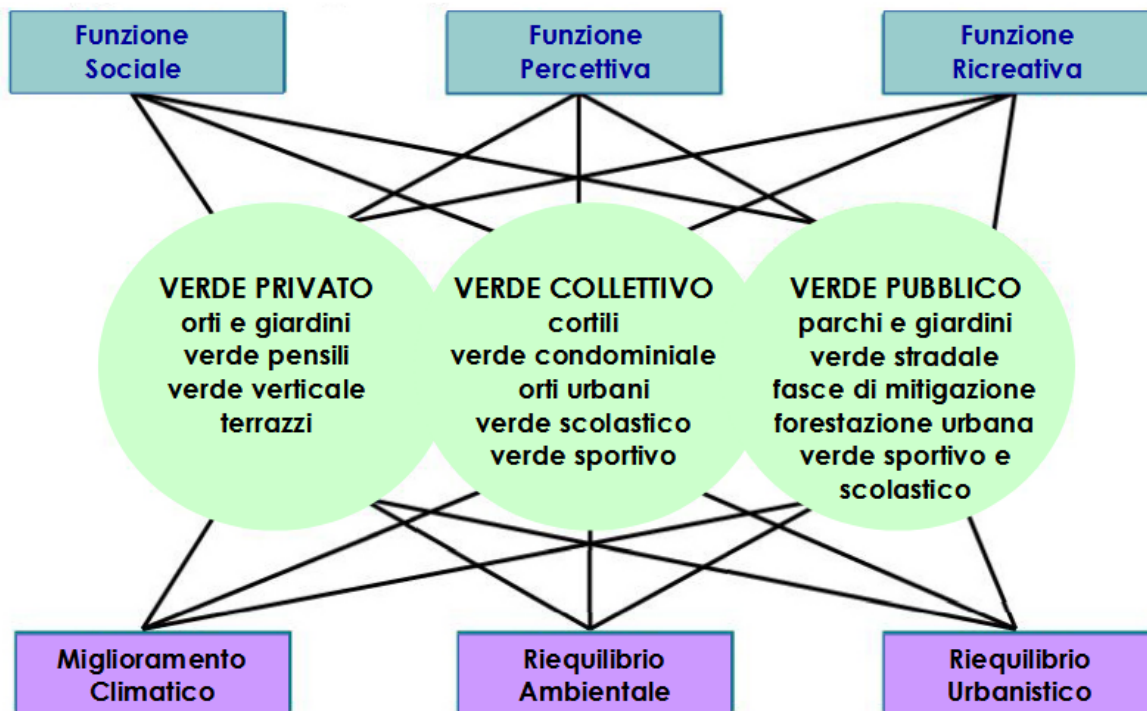 Funzione
Sociale
Funzione
Percettiva
Funzione
Ricreativa
VERDE PRIVATO
orti e giardini
verde pensili
verde verticale
terrazzi
VERDE COLLETTIVO
cortili
verde condominiale
orti urbani
verde scolastico
verde sportivo
VERDE PUBBLICO
parchi e giardini
verde stradale
fasce di mitigazione
forestazione urbana
verde sportivo e
scolastico
Miglioramento
Climatico
Riequilibrio
Ambientale
Riequilibrio
Urbanistico